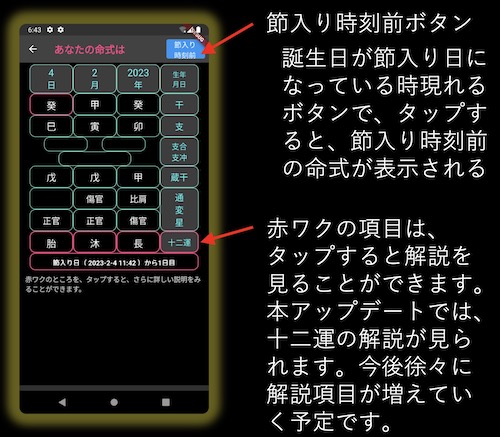 6:43
あなたの命式は
節入り
時刻前
4
日
2
月
2023
年
生年
月日
癸
甲
癸
干
巳
寅
卯
支
支合
支冲
戊
戊
甲
蔵干
傷官
比肩
通
変
星
正官
正官
傷官
胎
沐
長
十二運
節入り日（2023-2-4 11:42）から1日目
赤ワクのところを、タップすると、さらに詳しい説明をみ
ることができます。
節入り時刻前ボタン
誕生日が節入り日に
なっている時現れる
ボタンで、タップす
ると、節入り時刻前
の命式が表示される
赤ワクの項目は、
タップすると解説を
見ることができます。
本アップデートでは、
十二運の解説が見ら
れます。今後徐々に
解説項目が増えてい
く予定です。